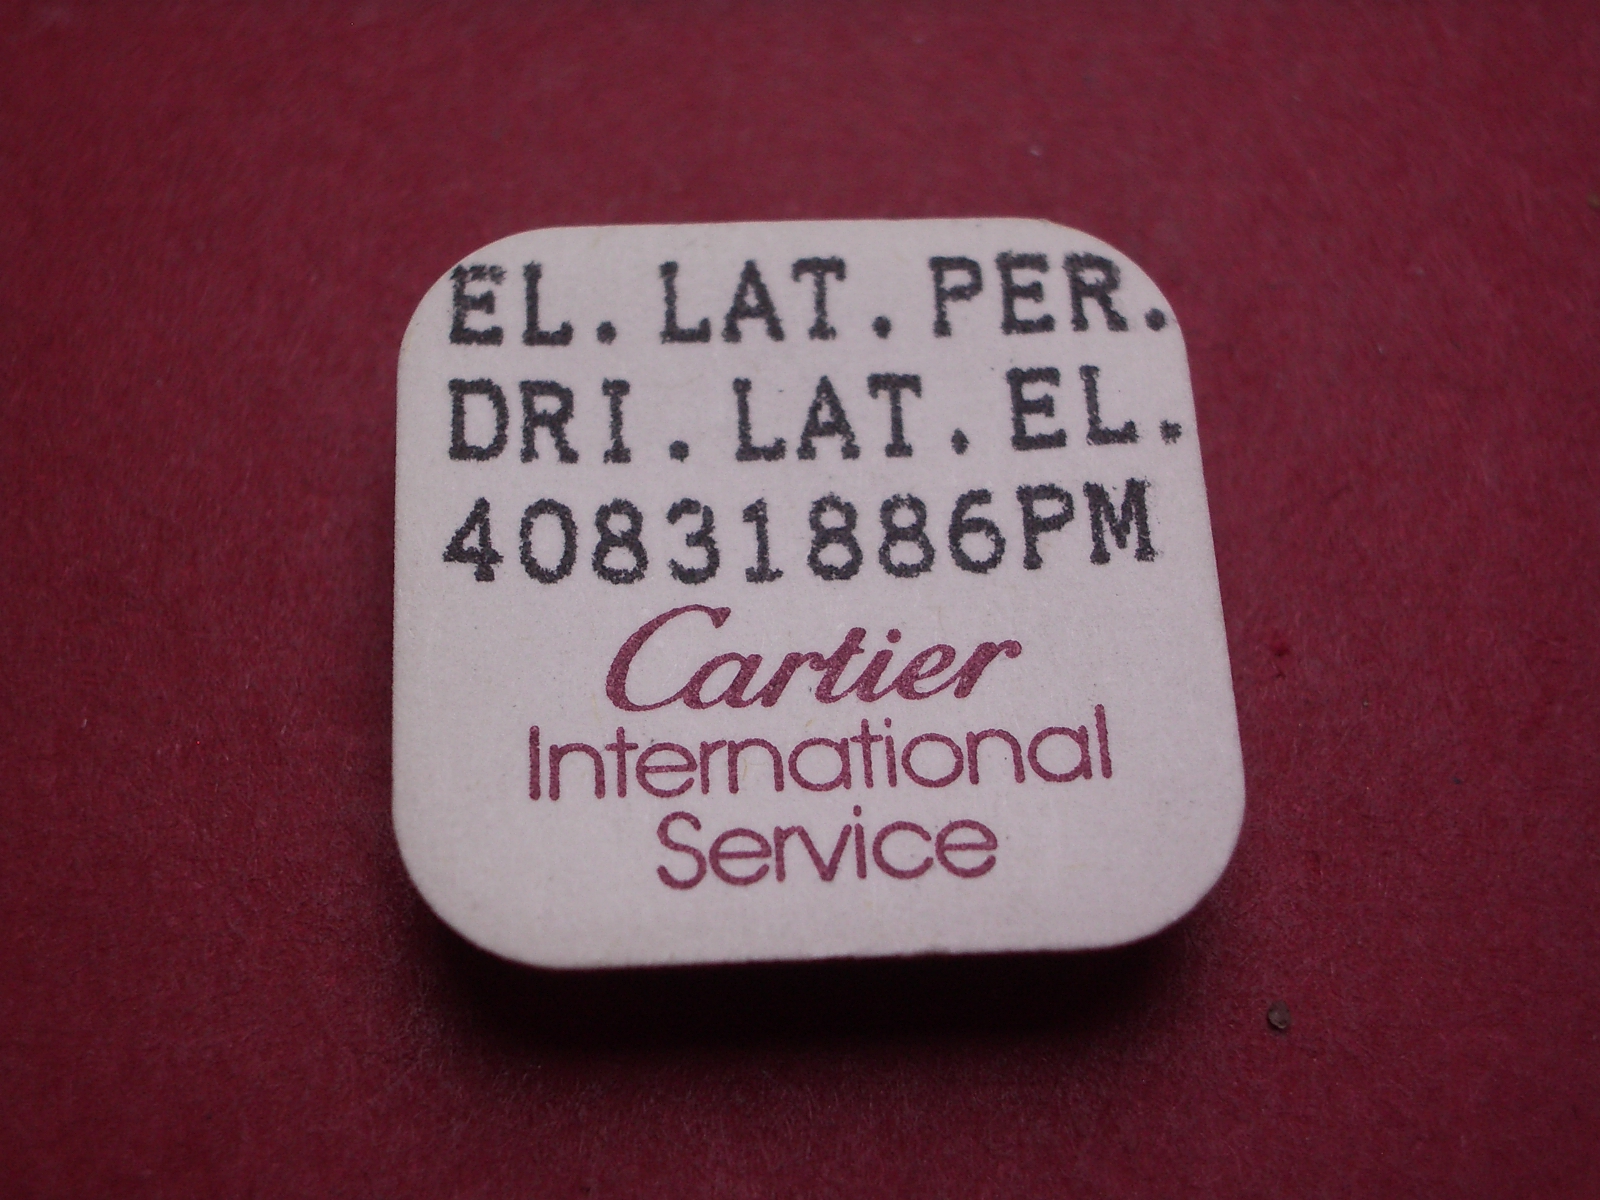 EL.LAT.PER.
DRI.LAT.EL.
40831886PM
Cartier
International
Service